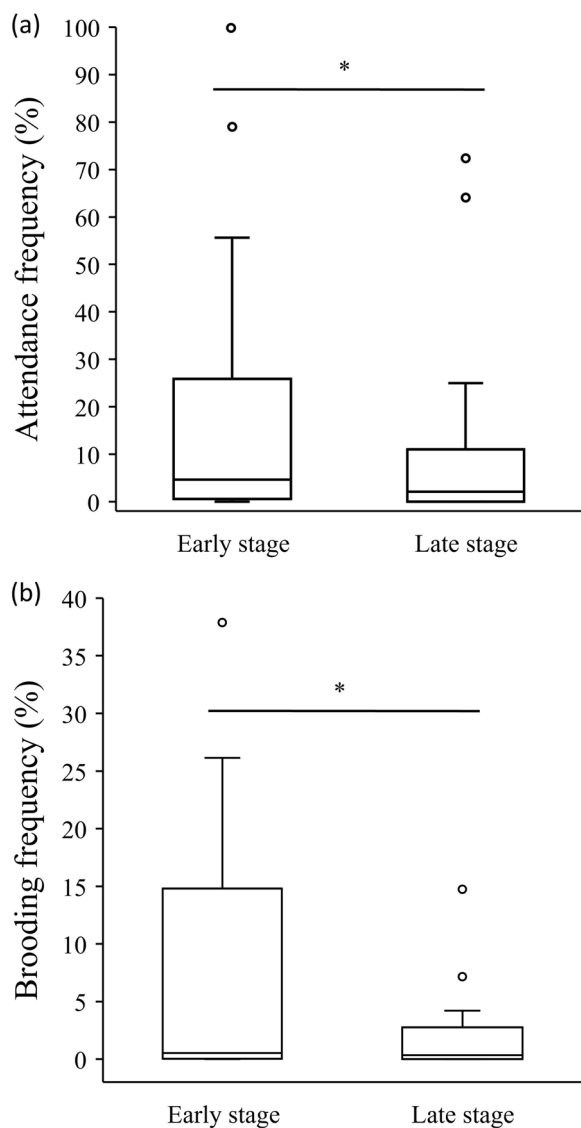 (a)
Attendance frequency (%)
100
90
80
70
60
50
40
30
20
10
0
*
Early stage
Late stage
(b)
Brooding frequency (%)
40
35
30
25
20
15
10
5
0
*
Early stage
Late stage